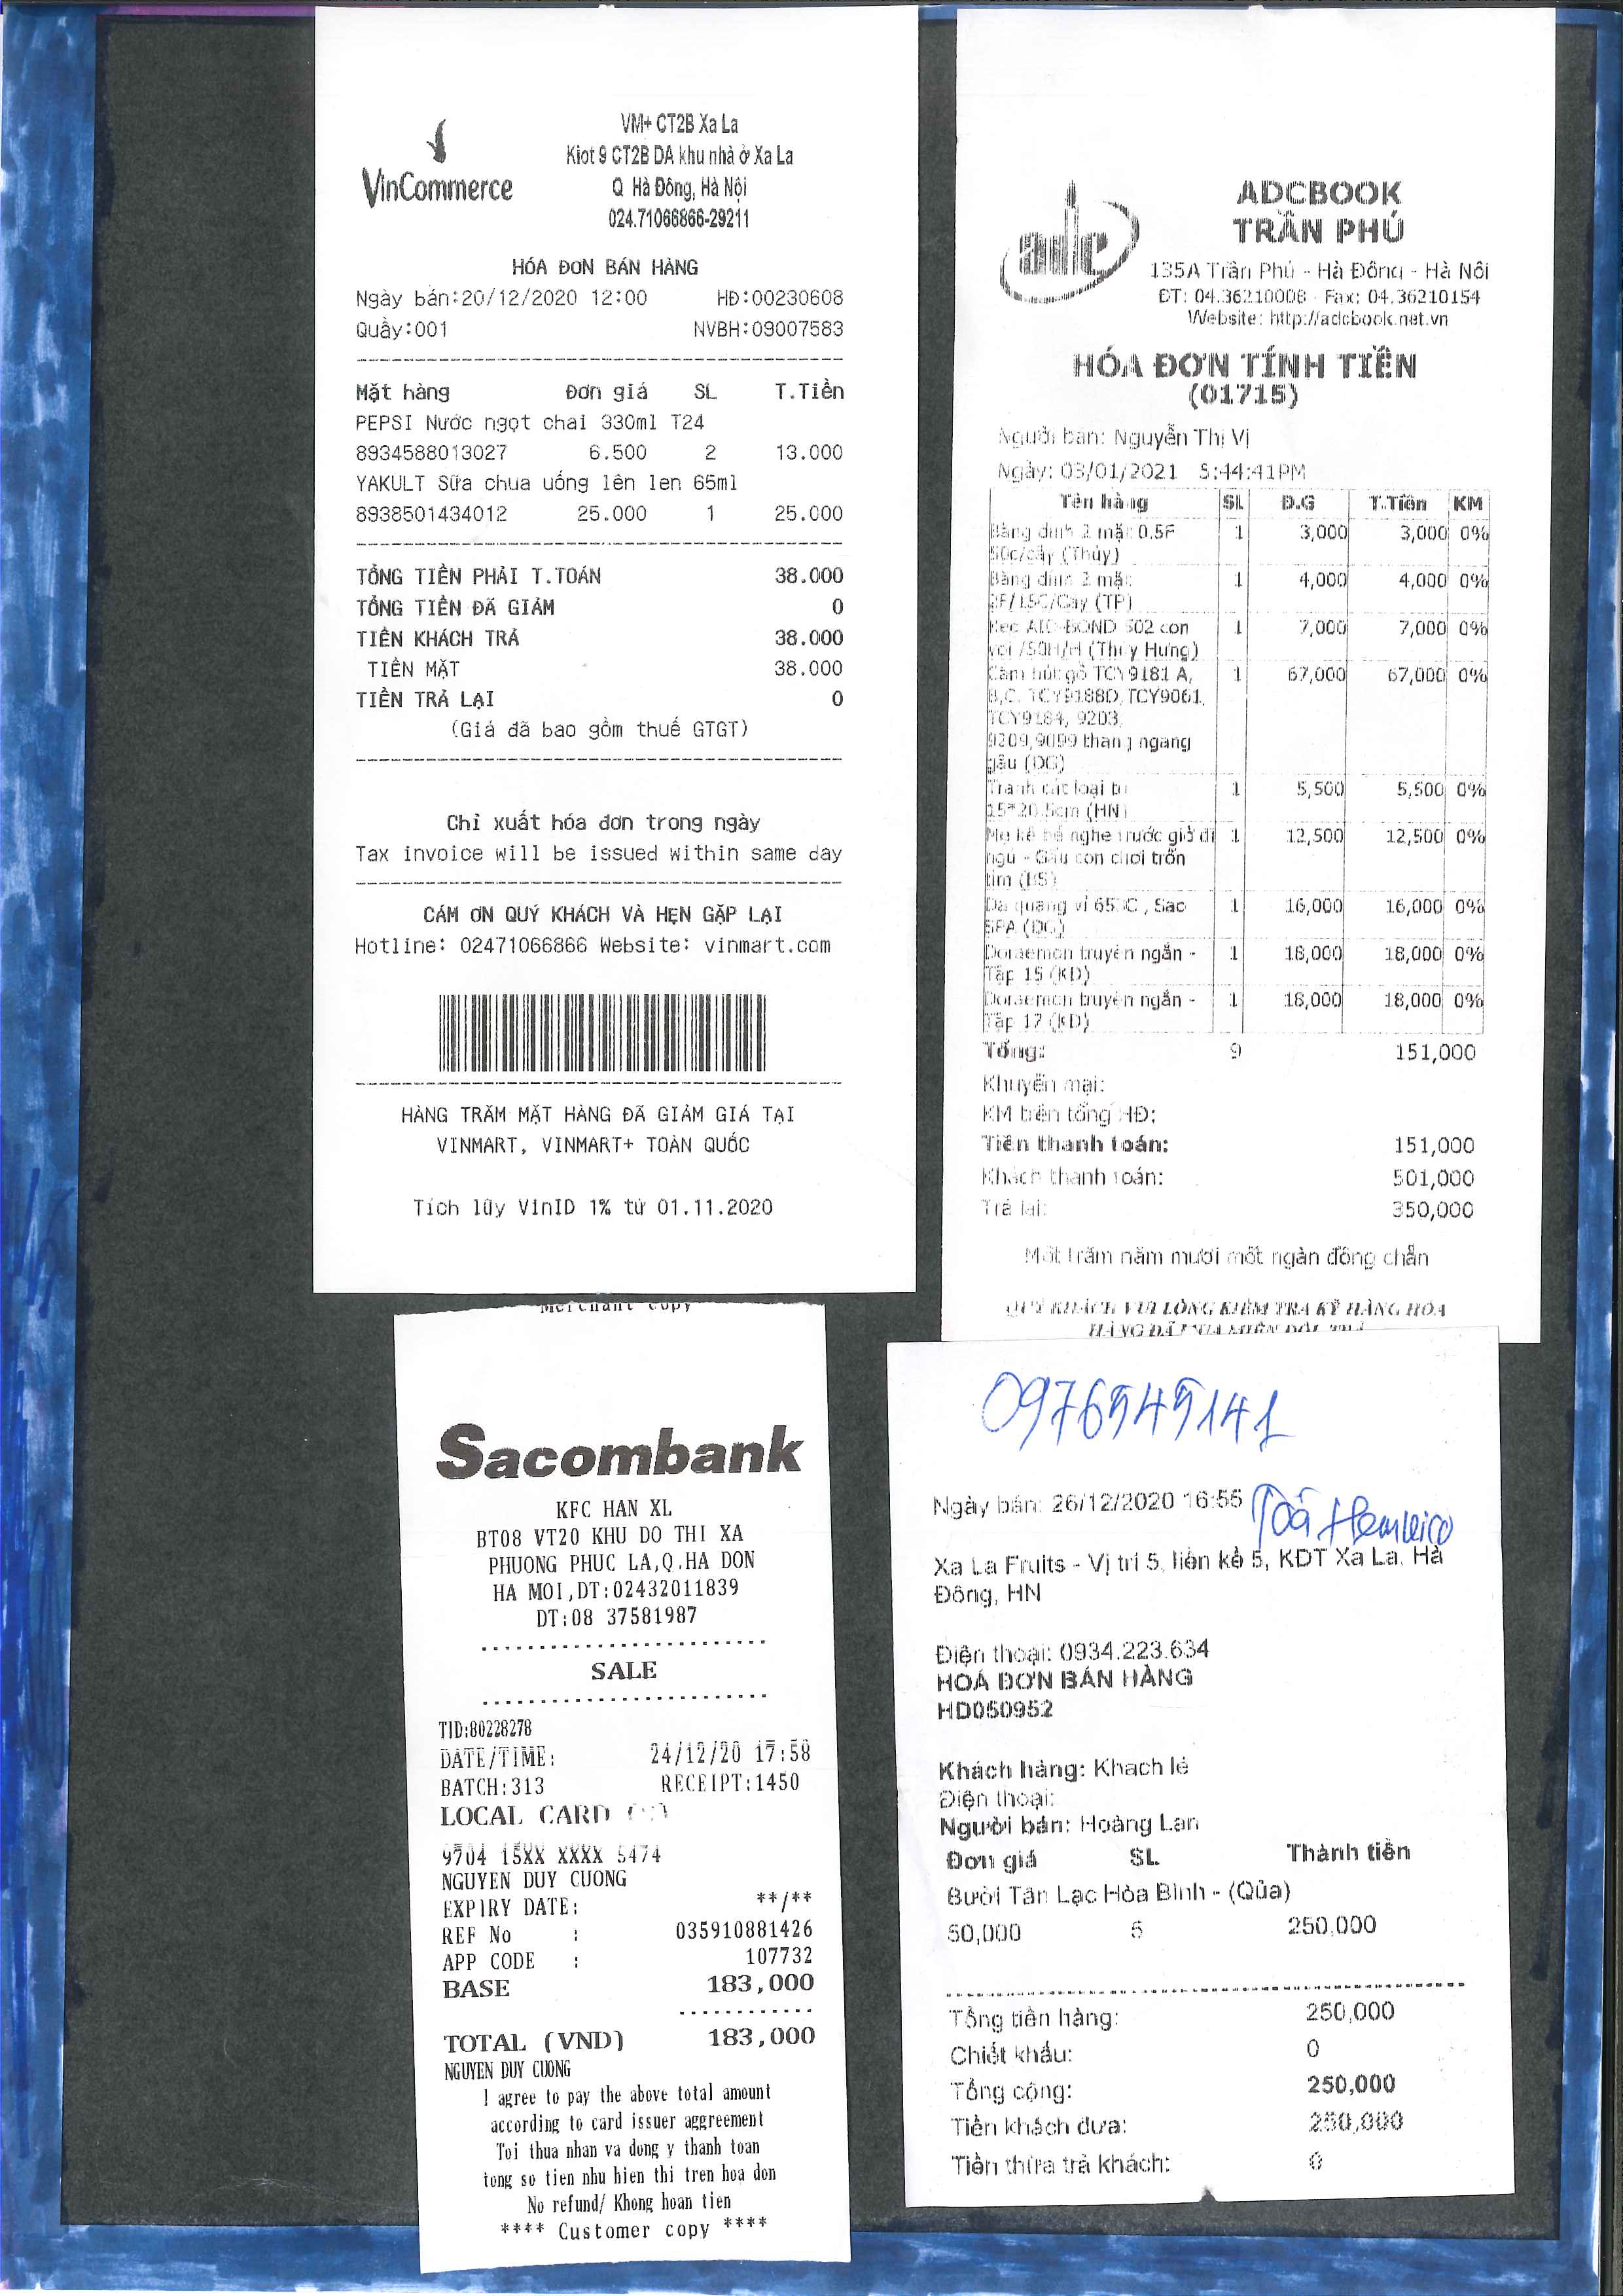 VinCommerce
VM+ CT2B Xa La
Kiot 9 CT2B DA khu nhà ở Xa La
Q Hà Đông, Hà Nội
024.71066866-29211
HÓA ĐƠN BÁN HÀNG
Ngày bán:20/12/2020 12:00 HĐ:00230608
Quầy:001 NVBH:09007583
Mặt hàng Đơn giá SL T.Tiền
PEPSI Nước ngọt chai 330ml T24
8934588013027 6.500 2 13.000
YAKULT Sữa chua uống lên len 65ml
8938501434012 25.000 1 25.000
TỔNG TIỀN PHẢI T.TOÁN 38.000
TỔNG TIỀN ĐÃ GIẢM 0
TIỀN KHÁCH TRẢ 38.000
TIỀN MẶT 38.000
TIỀN TRẢ LẠI 0
(Giá đã bao gồm thuế GTGT)
Chỉ xuất hóa đơn trong ngày
Tax invoice will be issued within same day
CẢM ƠN QUÝ KHÁCH VÀ HẸN GẶP LẠI
Hotline: 02471066866 Website: vinmart.com
HÀNG TRĂM MẶT HÀNG ĐÃ GIẢM GIÁ TẠI
VINMART, VINMART+ TOÀN QUỐC
Tích lũy VinID 1% từ 01.11.2020
adc
ADCBOOK
TRẦN PHÚ
135A Trần Phú - Hà Đông - Hà Nội
ĐT: 04.36210008 - Fax: 04.36210154
Website: http://adcbook.net.vn
HÓA ĐƠN TÍNH TIỀN
(01715)
Người bán: Nguyễn Thị Vị
Ngày: 03/01/2021 5:44:41PM
Tên hàng SL Đ.G T.Tiền KM
Băng dính 2 mặt 0.5F 1 3,000 3,000 0%
50c/cây (Thủy)
Băng dính 2 mặt 1 4,000 4,000 0%
2F/15C/Cay (TP)
Keo AIC-BOND 502 con 1 7,000 7,000 0%
voi /50H/H (Thủy Hưng)
Cắm bút gỗ TCY9181 A, 1 67,000 67,000 0%
B,C, TCY9188D, TCY9061,
TCY9184, 9203,
9209,9099 thang ngang
gấu (DG)
Tranh cát loại 1 5,500 5,500 0%
15*20.5cm (HN)
Mẹ kể bé nghe trước giờ đi 1 12,500 12,500 0%
ngủ - Gấu con chơi trốn
tìm (ĐS)
Dạ quang vỉ , Sao 1 16,000 16,000 0%
SPA (DG)
Doraemon truyện ngắn - 1 18,000 18,000 0%
Tập 15 (KD)
Doraemon truyện ngắn - 1 18,000 18,000 0%
Tập 17 (KD)
Tổng: 9 151,000
Khuyến mại:
KM trên tổng HĐ:
Tiền thanh toán: 151,000
Khách thanh toán: 501,000
Trả lại: 350,000
Một trăm năm mươi mốt ngàn đồng chẵn
QUÝ KHÁCH VUI LÒNG KIỂM TRA KỸ HÀNG HÓA
HÀNG ĐÃ MUA MIỄN ĐỔI, TRẢ
Merchant copy
Sacombank
KFC HAN XL
BT08 VT20 KHU DO THI XA
PHUONG PHUC LA,Q.HA DON
HA MOI,DT:02432011839
DT:08 37581987
SALE
TID:80228278
DATE/TIME: 24/12/20 17:58
BATCH:313 RECEIPT:1450
LOCAL CARD
9704 15XX XXXX 5474
NGUYEN DUY CUONG
EXPIRY DATE: **/**
REF No : 035910881426
APP CODE : 107732
BASE 183,000
TOTAL (VND) 183,000
NGUYEN DUY CUONG
I agree to pay the above total amount
according to card issuer aggreement
Toi thua nhan va dong y thanh toan
tong so tien nhu hien thi tren hoa don
No refund/ Khong hoan tien
**** Customer copy ****
0976545141
Ngày bán: 26/12/2020 16:55
Toà Hemisco
Xa La Fruits - Vị trí 5, liền kề 5, KĐT Xa La, Hà
Đông, HN
Điện thoại: 0934.223.634
HOÁ ĐƠN BÁN HÀNG
HD050952
Khách hàng: Khach lẻ
Điện thoại:
Người bán: Hoàng Lan
Đơn giá SL Thành tiền
Bưởi Tân Lạc Hòa Bình - (Qủa)
50,000 5 250,000
Tổng tiền hàng: 250,000
Chiết khấu: 0
Tổng cộng: 250,000
Tiền khách đưa: 250,000
Tiền thừa trả khách: 0